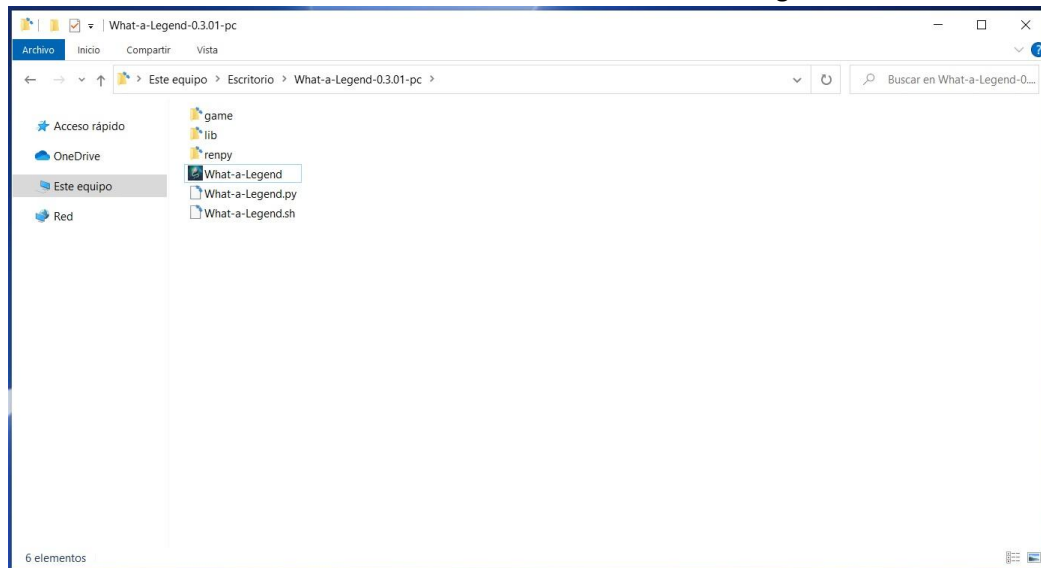 What-a-Legend-0.3.01-pc
Archivo Inicio Compartir Vista
Este equipo > Escritorio > What-a-Legend-0.3.01-pc >
Buscar en What-a-Legend-0....
Acceso rápido
OneDrive
Este equipo
Red
game
lib
renpy
What-a-Legend
What-a-Legend.py
What-a-Legend.sh
6 elementos